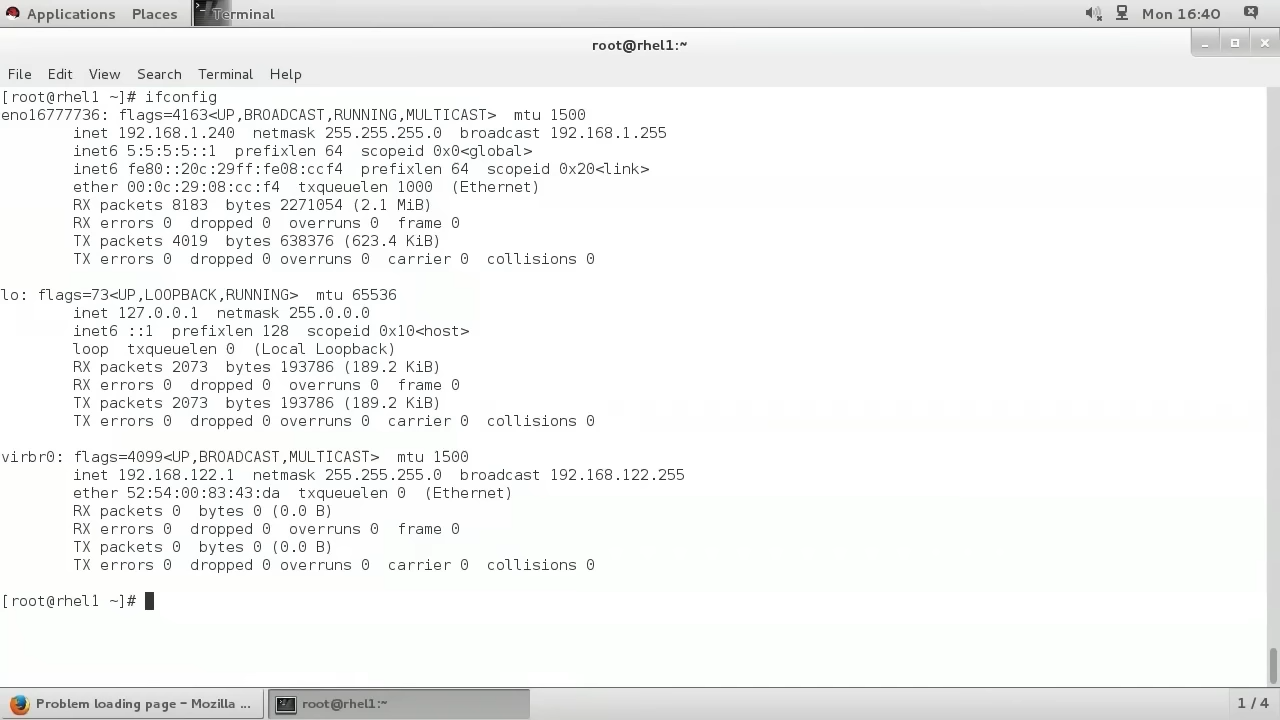 Applications Places Terminal Mon 16:40
root@rhel1:~
File Edit View Search Terminal Help
[root@rhel1 ~]# ifconfig
eno16777736: flags=4163<UP,BROADCAST,RUNNING,MULTICAST>  mtu 1500
        inet 192.168.1.240  netmask 255.255.255.0  broadcast 192.168.1.255
        inet6 5:5:5:5::1  prefixlen 64  scopeid 0x0<global>
        inet6 fe80::20c:29ff:fe08:ccf4  prefixlen 64  scopeid 0x20<link>
        ether 00:0c:29:08:cc:f4  txqueuelen 1000  (Ethernet)
        RX packets 8183  bytes 2271054 (2.1 MiB)
        RX errors 0  dropped 0  overruns 0  frame 0
        TX packets 4019  bytes 638376 (623.4 KiB)
        TX errors 0  dropped 0 overruns 0  carrier 0  collisions 0
lo: flags=73<UP,LOOPBACK,RUNNING>  mtu 65536
        inet 127.0.0.1  netmask 255.0.0.0
        inet6 ::1  prefixlen 128  scopeid 0x10<host>
        loop  txqueuelen 0  (Local Loopback)
        RX packets 2073  bytes 193786 (189.2 KiB)
        RX errors 0  dropped 0  overruns 0  frame 0
        TX packets 2073  bytes 193786 (189.2 KiB)
        TX errors 0  dropped 0 overruns 0  carrier 0  collisions 0
virbr0: flags=4099<UP,BROADCAST,MULTICAST>  mtu 1500
        inet 192.168.122.1  netmask 255.255.255.0  broadcast 192.168.122.255
        ether 52:54:00:83:43:da  txqueuelen 0  (Ethernet)
        RX packets 0  bytes 0 (0.0 B)
        RX errors 0  dropped 0  overruns 0  frame 0
        TX packets 0  bytes 0 (0.0 B)
        TX errors 0  dropped 0 overruns 0  carrier 0  collisions 0
[root@rhel1 ~]#
Problem loading page - Mozilla ... root@rhel1:~ 1 / 4